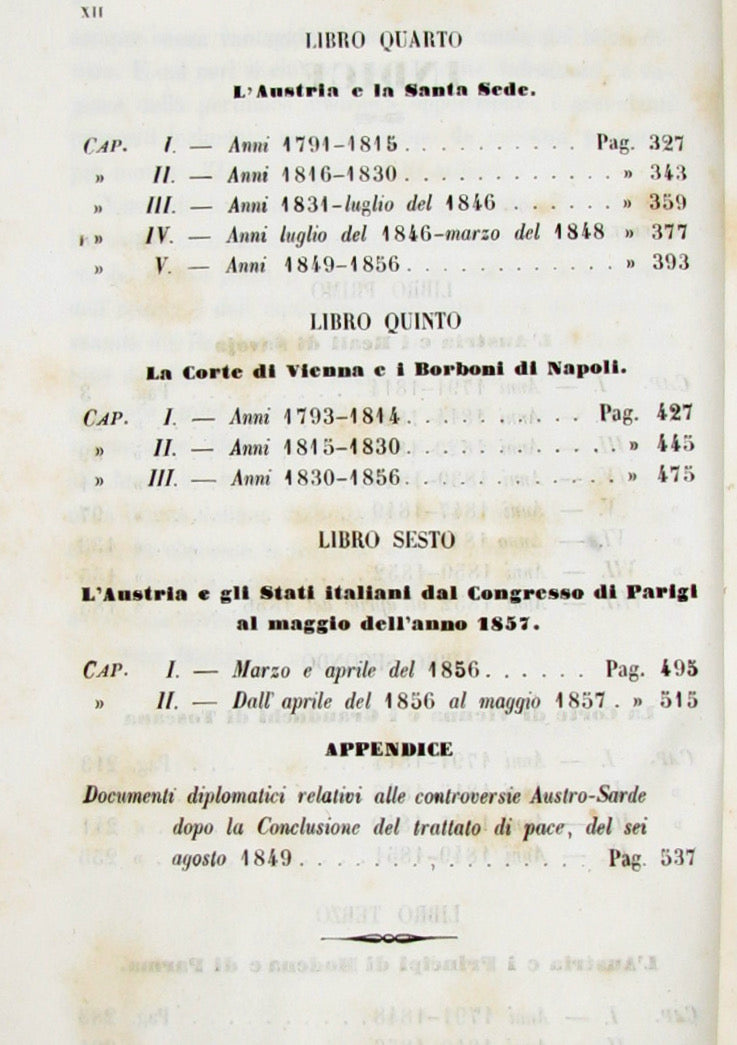 XII
LIBRO QUARTO
L'Austria e la Santa Sede.
CAP. I. — Anni 1791-1815 . . . . . . . . . . Pag. 327
» II. — Anni 1816-1830 . . . . . . . . . . . . » 343
» III. — Anni 1831-luglio del 1846 . . . . . . . » 359
» IV. — Anni luglio del 1846-marzo del 1848 » 377
» V. — Anni 1849-1856 . . . . . . . . . . . . » 393
LIBRO QUINTO
La Corte di Vienna e i Borboni di Napoli.
CAP. I. — Anni 1793-1814 . . . . . . . . . . Pag. 427
» II. — Anni 1815-1830 . . . . . . . . . . . . » 445
» III. — Anni 1830-1856 . . . . . . . . . . . . » 475
LIBRO SESTO
L'Austria e gli Stati italiani dal Congresso di Parigi
al maggio dell'anno 1857.
CAP. I. — Marzo e aprile del 1856 . . . . . . Pag. 495
» II. — Dall' aprile del 1856 al maggio 1857 . » 515
APPENDICE
Documenti diplomatici relativi alle controversie Austro-Sarde
dopo la Conclusione del trattato di pace, del sei
agosto 1849 . . . . . . . . . . . . . . . Pag. 537